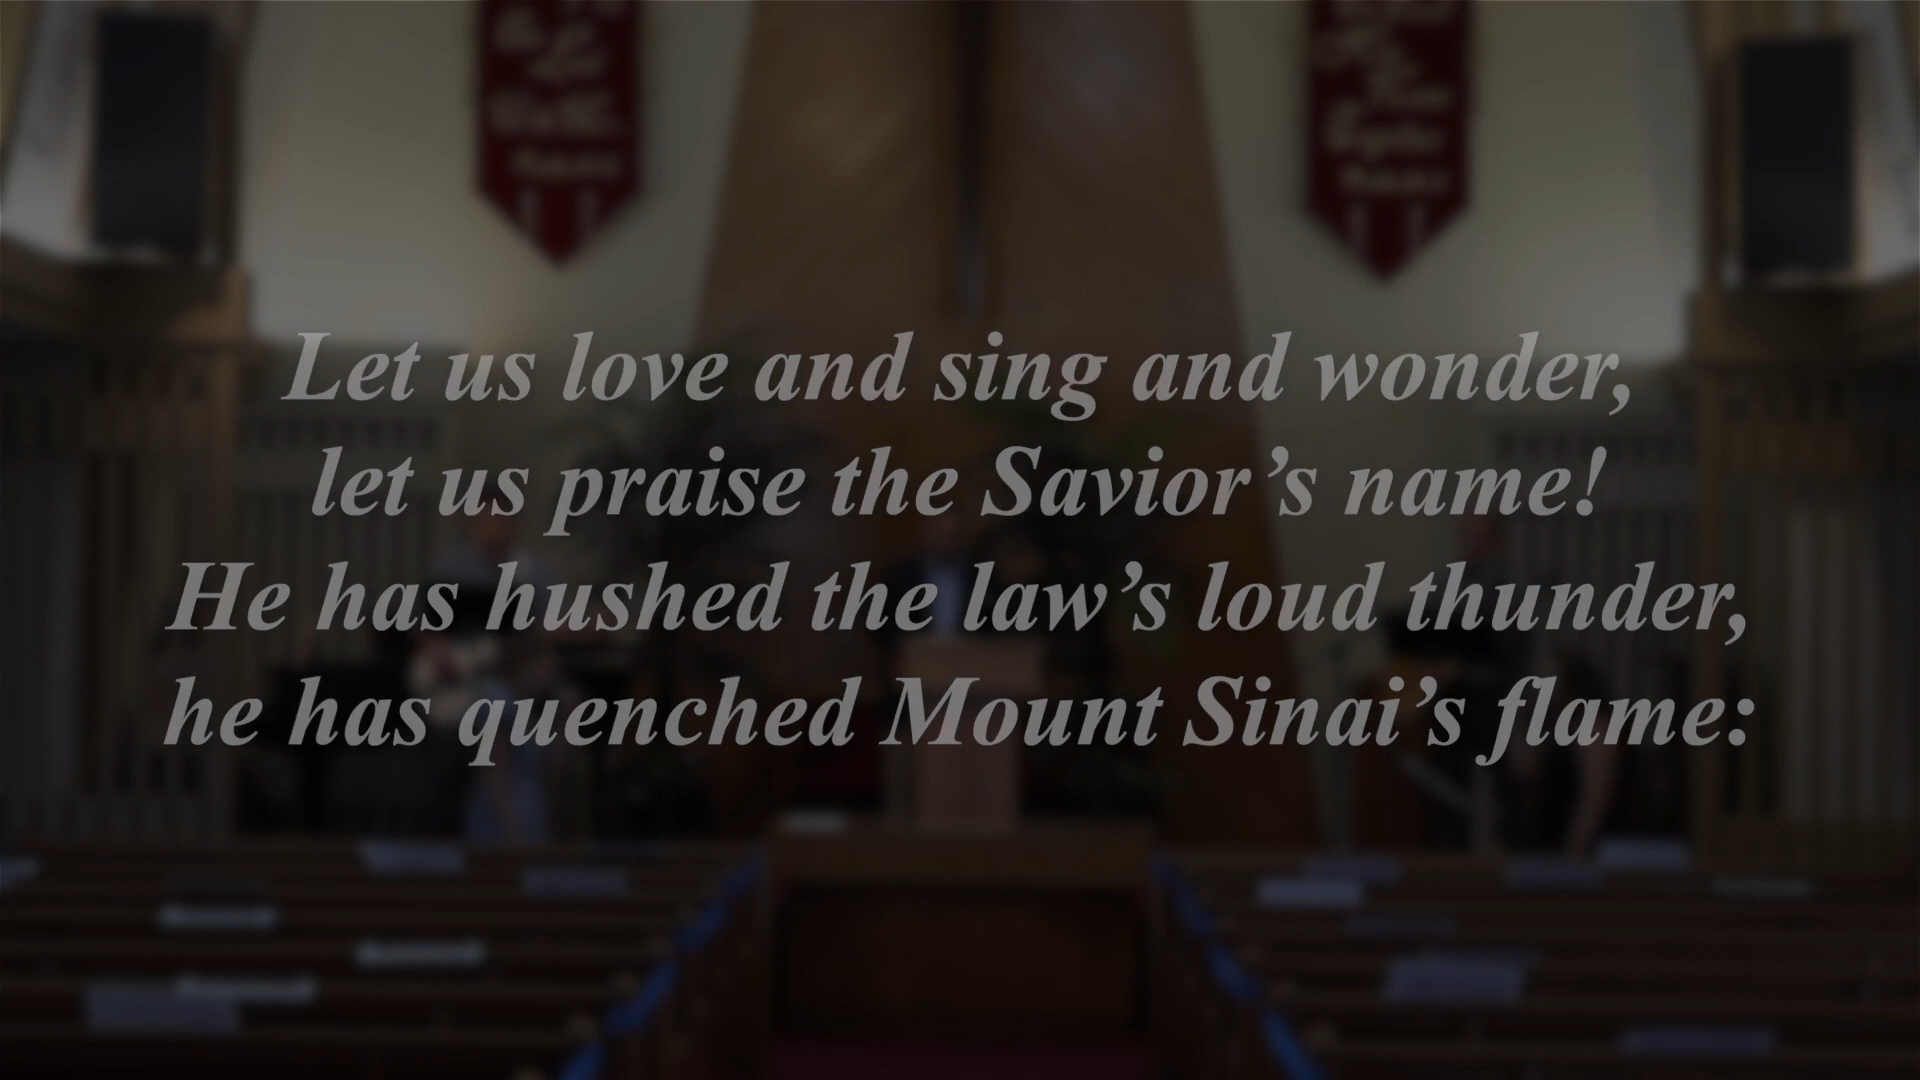 Let us love and sing and wonder,
let us praise the Savior’s name!
He has hushed the law’s loud thunder,
he has quenched Mount Sinai’s flame: